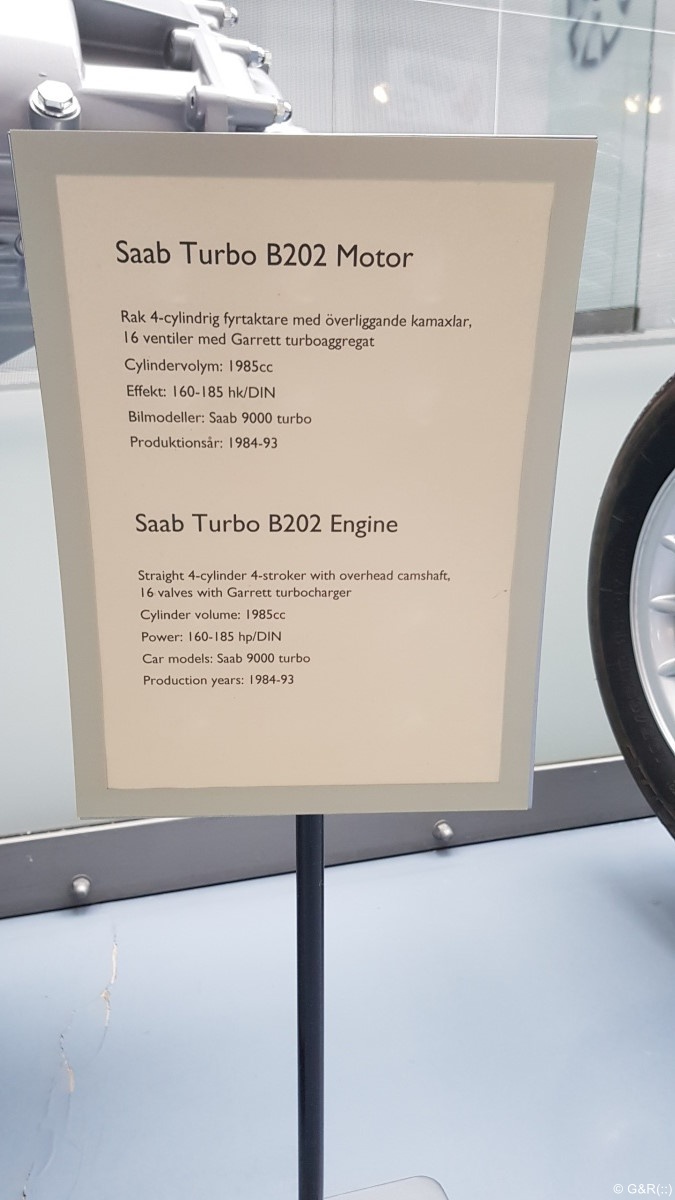 Saab Turbo B202 Motor
Rak 4-cylindrig fyrtaktare med överliggande kamaxlar,
16 ventiler med Garrett turboaggregat
Cylindervolym: 1985cc
Effekt: 160-185 hk/DIN
Bilmodeller: Saab 9000 turbo
Produktionsår: 1984-93
Saab Turbo B202 Engine
Straight 4-cylinder 4-stroker with overhead camshaft,
16 valves with Garrett turbocharger
Cylinder volume: 1985cc
Power: 160-185 hp/DIN
Car models: Saab 9000 turbo
Production years: 1984-93
© G&R(::)